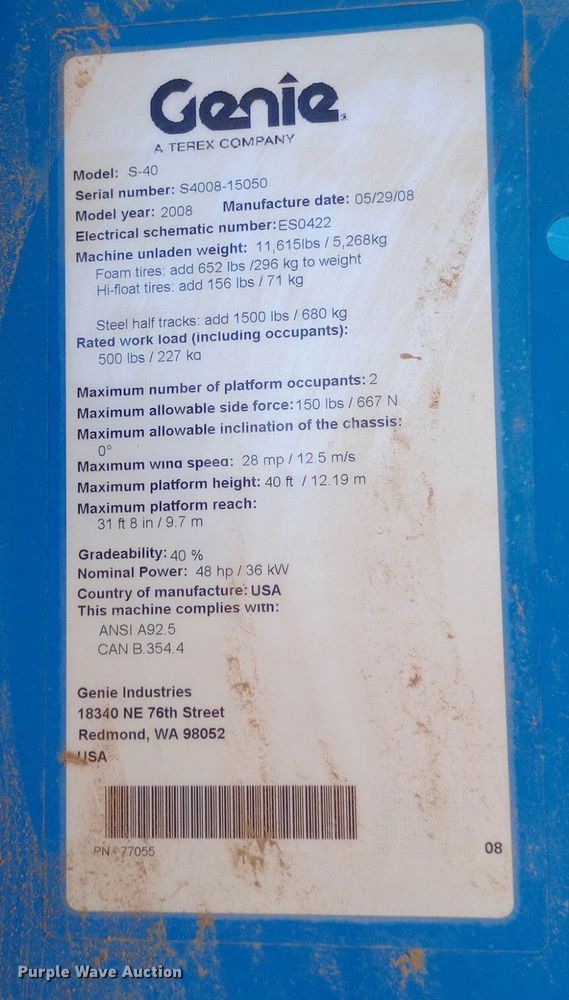 Genie
A TEREX COMPANY
Model: S-40
Serial number: S4008-15050
Model year: 2008 Manufacture date: 05/29/08
Electrical schematic number: ES0422
Machine unladen weight: 11,615lbs / 5,268kg
Foam tires: add 652 lbs /296 kg to weight
Hi-float tires: add 156 lbs / 71 kg
Steel half tracks: add 1500 lbs / 680 kg
Rated work load (including occupants):
500 lbs / 227 kg
Maximum number of platform occupants: 2
Maximum allowable side force: 150 lbs / 667 N
Maximum allowable inclination of the chassis:
0°
Maximum wind speed: 28 mp / 12.5 m/s
Maximum platform height: 40 ft / 12.19 m
Maximum platform reach:
31 ft 8 in / 9.7 m
Gradeability: 40 %
Nominal Power: 48 hp / 36 kW
Country of manufacture: USA
This machine complies with:
ANSI A92.5
CAN B.354.4
Genie Industries
18340 NE 76th Street
Redmond, WA 98052
USA
PN - 77055
08
Purple Wave Auction